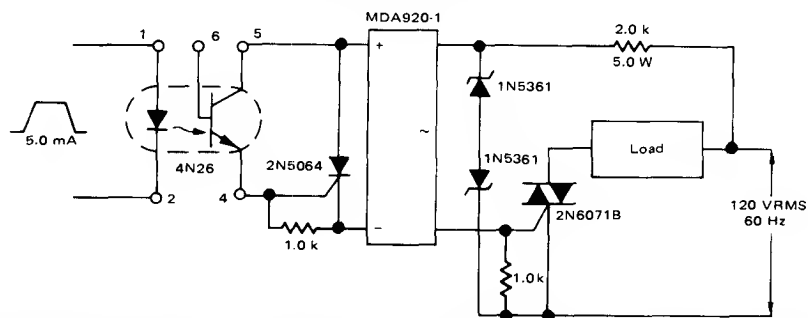 MDA920-1
1
6
5
+
2.0 k
5.0 W
1N5361
5.0 mA
4N26
2N5064
~
1N5361
Load
2
4
2N6071B
120 VRMS
60 Hz
1.0 k
−
1.0k